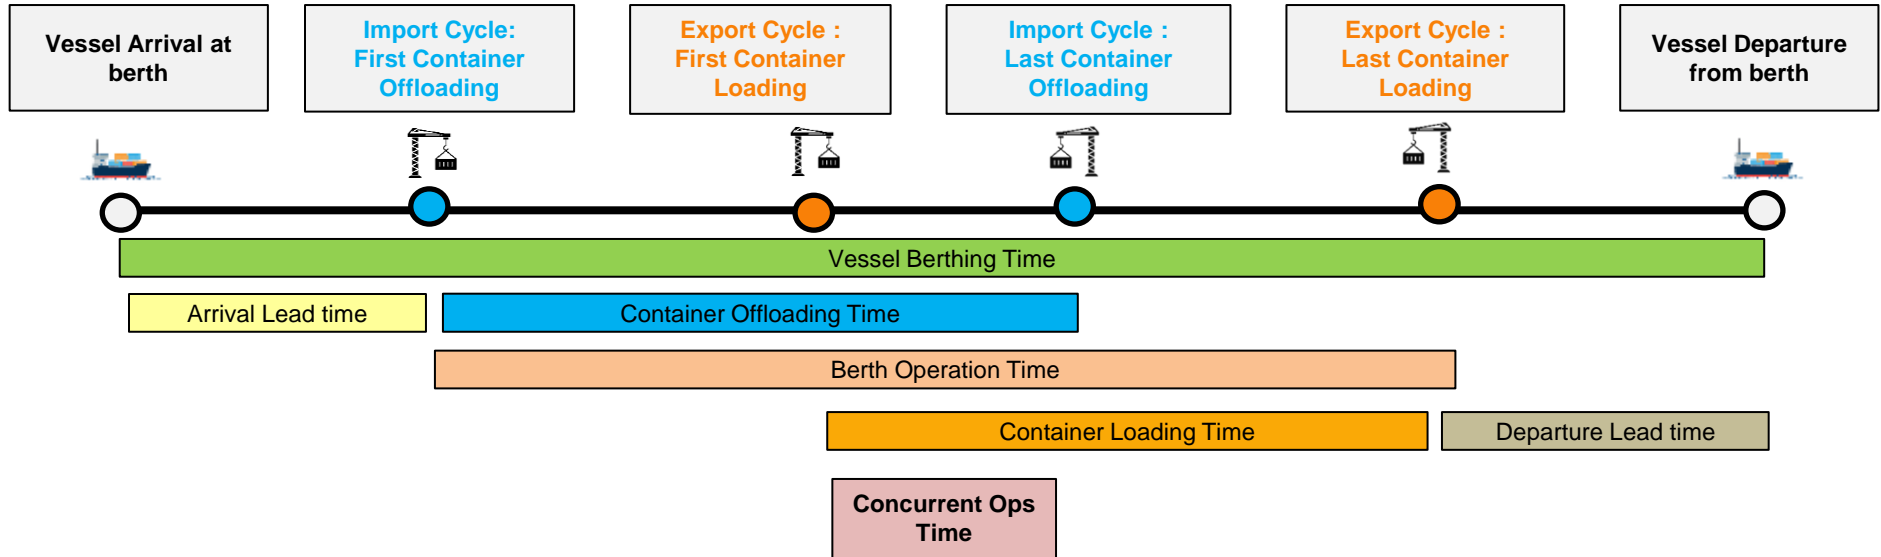 Vessel Arrival at
berth
Import Cycle:
First Container
Offloading
Export Cycle :
First Container
Loading
Import Cycle :
Last Container
Offloading
Export Cycle :
Last Container
Loading
Vessel Departure
from berth
Vessel Berthing Time
Arrival Lead time
Container Offloading Time
Berth Operation Time
Container Loading Time
Departure Lead time
Concurrent Ops
Time